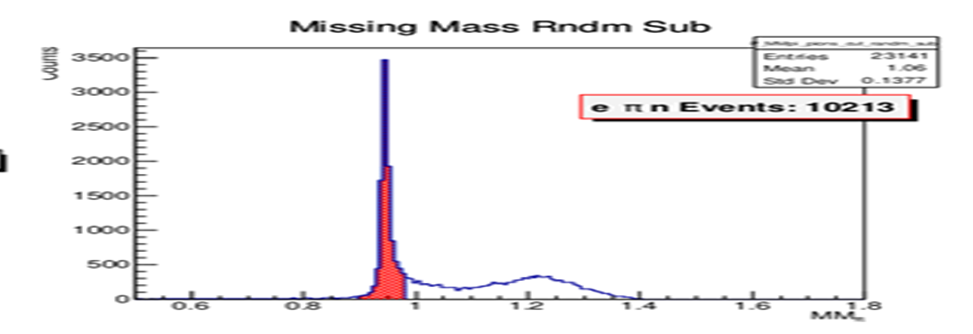 Missing Mass Rndm Sub
counts
3500
3000
2500
2000
1500
1000
500
0
Entries 23141
Mean 1.06
Std Dev 0.1377
e π n Events: 10213
0.6 0.8 1 1.2 1.4 1.6 1.8